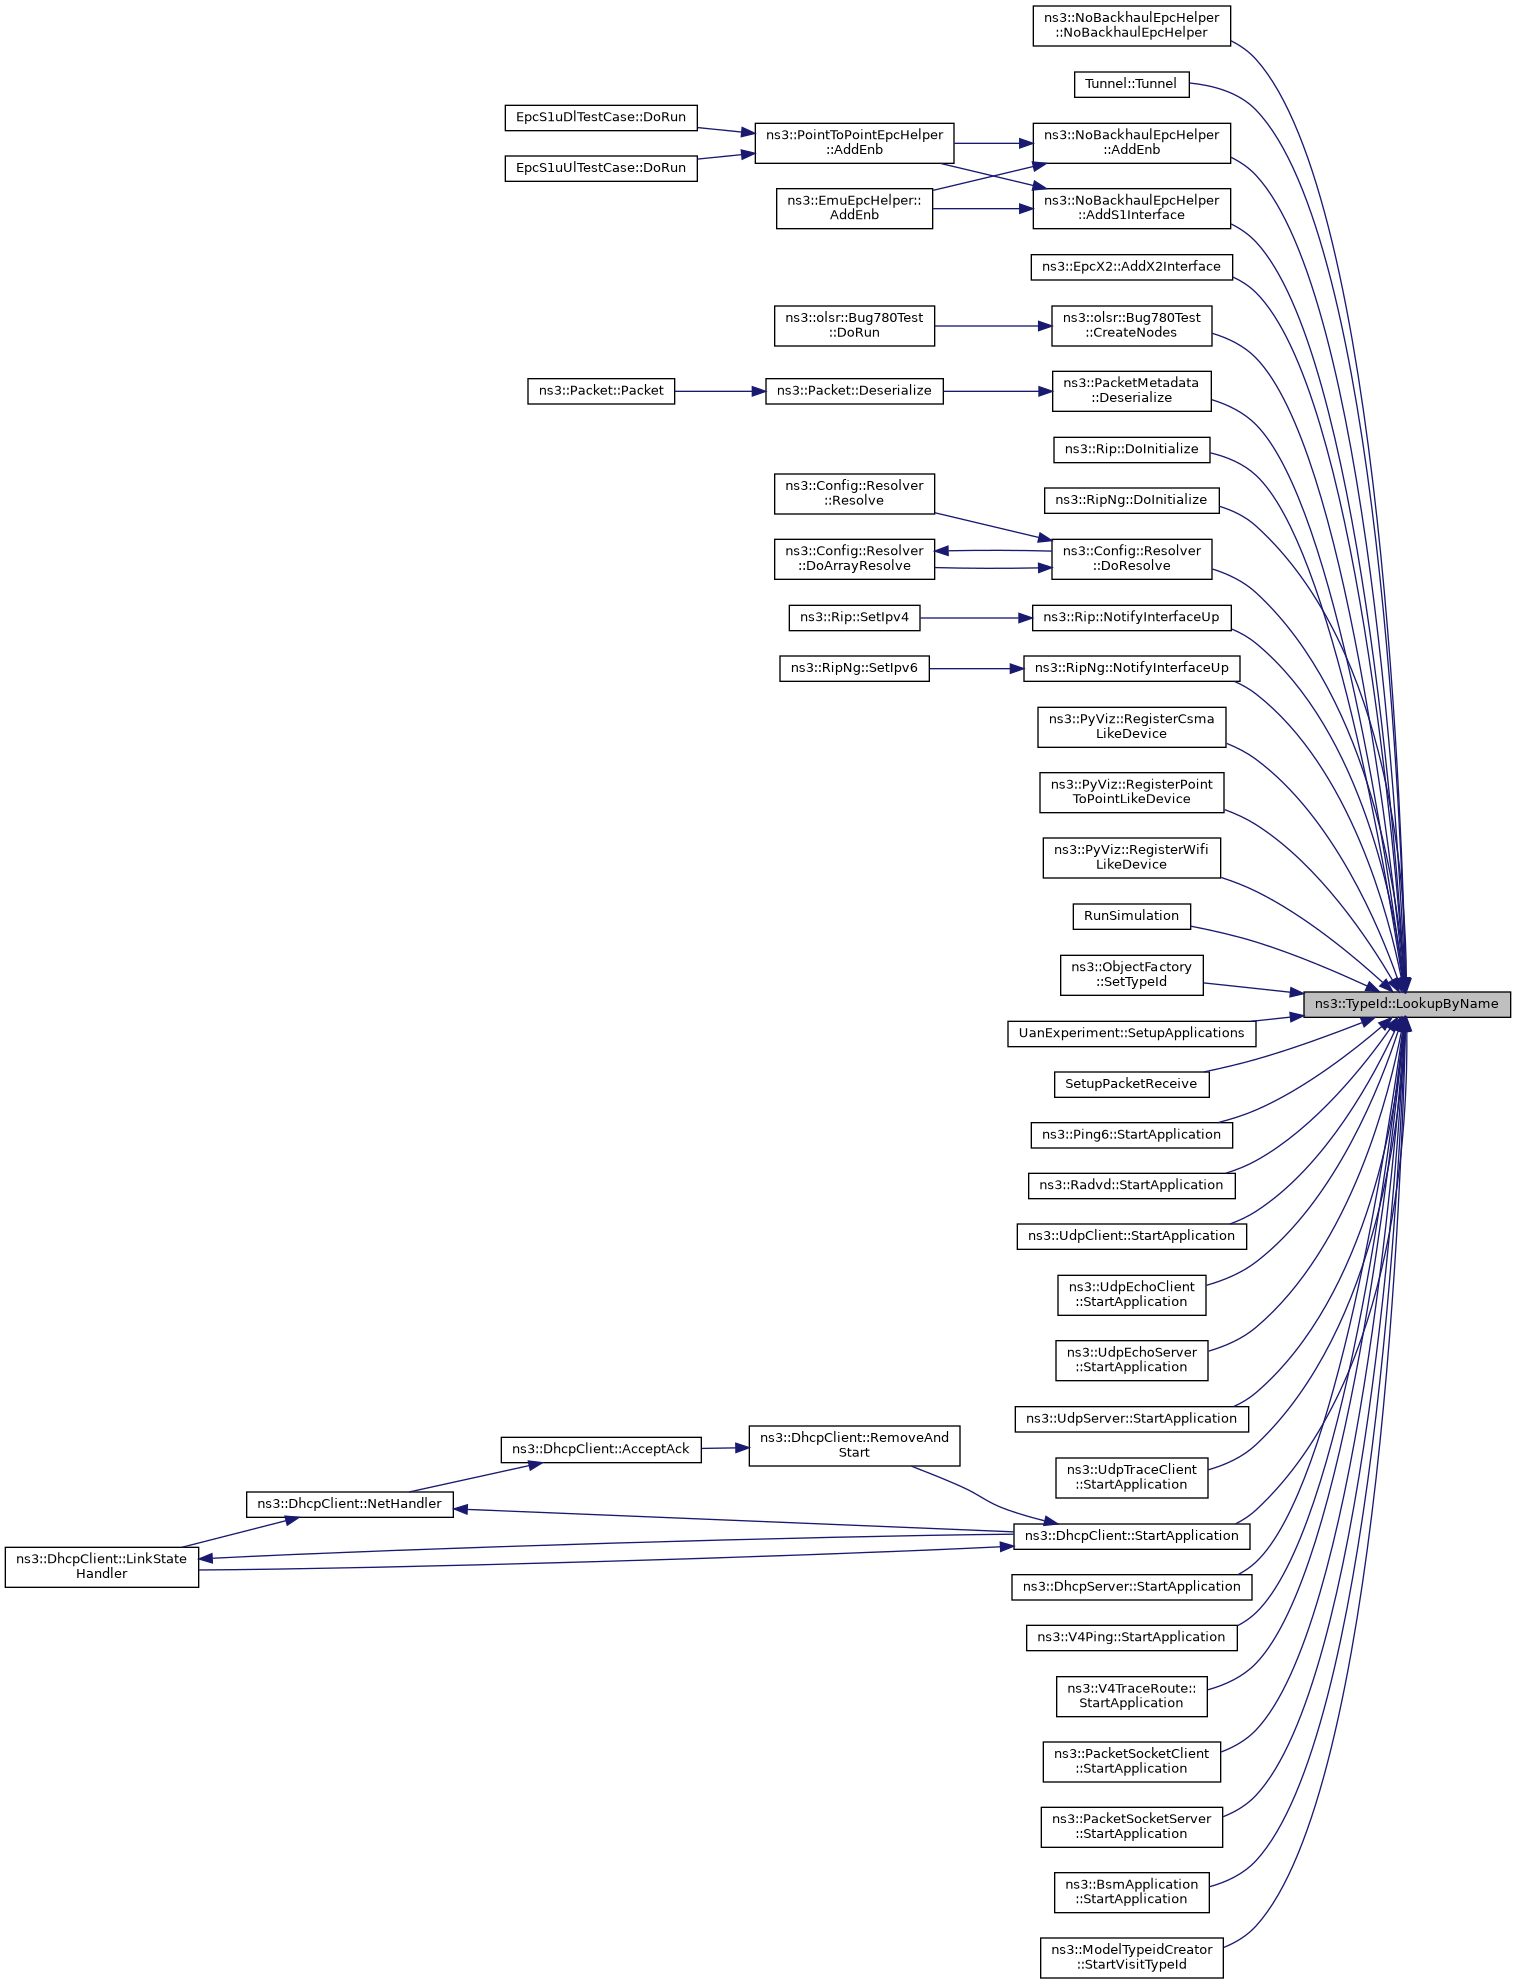 ns3::NoBackhaulEpcHelper
::NoBackhaulEpcHelper
Tunnel::Tunnel
EpcS1uDlTestCase::DoRun
ns3::PointToPointEpcHelper
::AddEnb
ns3::NoBackhaulEpcHelper
::AddEnb
EpcS1uUlTestCase::DoRun
ns3::EmuEpcHelper::
AddEnb
ns3::NoBackhaulEpcHelper
::AddS1Interface
ns3::EpcX2::AddX2Interface
ns3::olsr::Bug780Test
::DoRun
ns3::olsr::Bug780Test
::CreateNodes
ns3::Packet::Packet
ns3::Packet::Deserialize
ns3::PacketMetadata
::Deserialize
ns3::Rip::DoInitialize
ns3::Config::Resolver
::Resolve
ns3::RipNg::DoInitialize
ns3::Config::Resolver
::DoArrayResolve
ns3::Config::Resolver
::DoResolve
ns3::Rip::SetIpv4
ns3::Rip::NotifyInterfaceUp
ns3::RipNg::SetIpv6
ns3::RipNg::NotifyInterfaceUp
ns3::PyViz::RegisterCsma
LikeDevice
ns3::PyViz::RegisterPoint
ToPointLikeDevice
ns3::PyViz::RegisterWifi
LikeDevice
RunSimulation
ns3::ObjectFactory
::SetTypeId
ns3::TypeId::LookupByName
UanExperiment::SetupApplications
SetupPacketReceive
ns3::Ping6::StartApplication
ns3::Radvd::StartApplication
ns3::UdpClient::StartApplication
ns3::UdpEchoClient
::StartApplication
ns3::UdpEchoServer
::StartApplication
ns3::UdpServer::StartApplication
ns3::DhcpClient::AcceptAck
ns3::DhcpClient::RemoveAnd
Start
ns3::UdpTraceClient
::StartApplication
ns3::DhcpClient::NetHandler
ns3::DhcpClient::StartApplication
ns3::DhcpClient::LinkState
Handler
ns3::DhcpServer::StartApplication
ns3::V4Ping::StartApplication
ns3::V4TraceRoute::
StartApplication
ns3::PacketSocketClient
::StartApplication
ns3::PacketSocketServer
::StartApplication
ns3::BsmApplication
::StartApplication
ns3::ModelTypeidCreator
::StartVisitTypeId